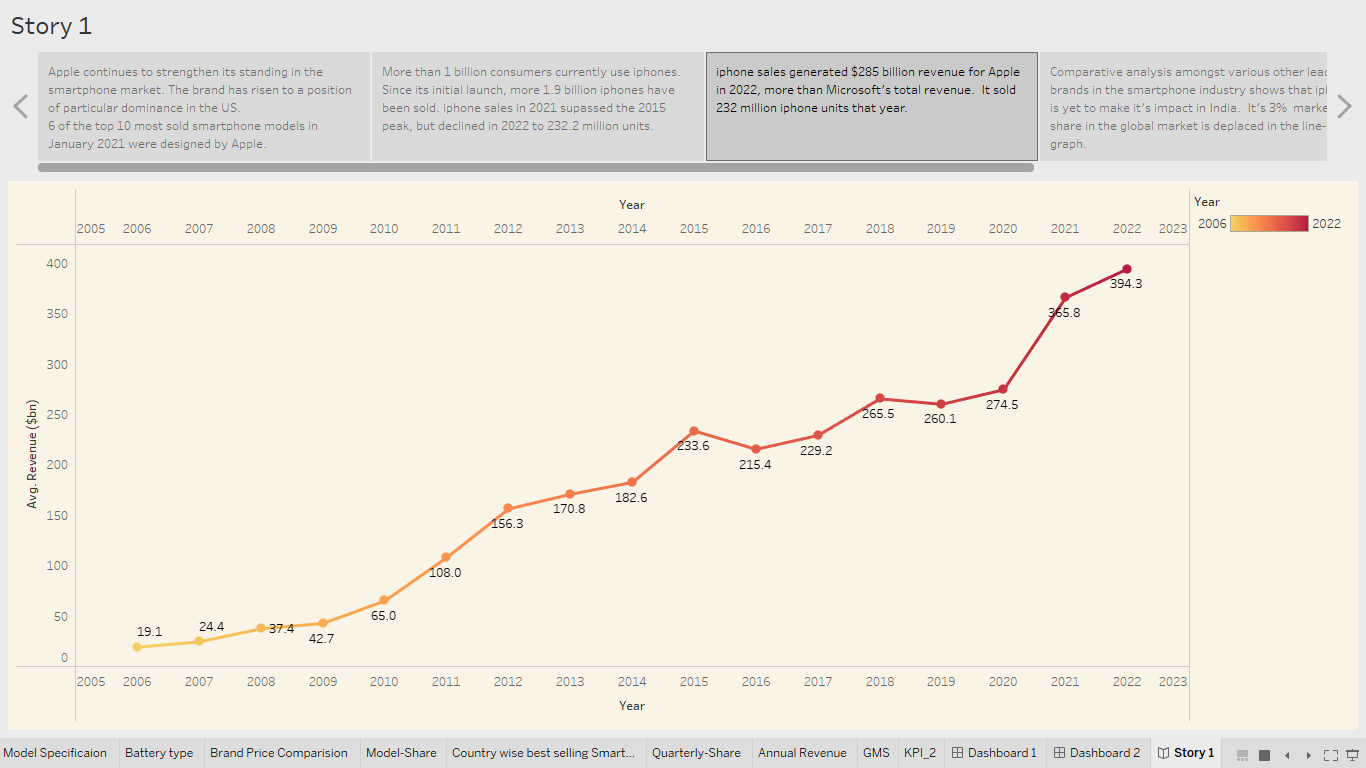 Story 1
Apple continues to strengthen its standing in the
smartphone market. The brand has risen to a position
of particular dominance in the US.
6 of the top 10 most sold smartphone models in
January 2021 were designed by Apple.
More than 1 billion consumers currently use iphones.
Since its initial launch, more 1.9 billion iphones have
been sold. iphone sales in 2021 supassed the 2015
peak, but declined in 2022 to 232.2 million units.
iphone sales generated $285 billion revenue for Apple
in 2022, more than Microsoft's total revenue.  It sold
232 million iphone units that year.
Comparative analysis amongst various other leac
brands in the smartphone industry shows that ipl
is yet to make it's impact in India.  It's 3%  marke
share in the global market is deplaced in the line-
graph.
Year
2005 2006 2007 2008 2009 2010 2011 2012 2013 2014 2015 2016 2017 2018 2019 2020 2021 2022 2023
Year
2006 2022
Avg. Revenue ($bn)
400
350
300
250
200
150
100
50
0
19.1
24.4
37.4
42.7
65.0
108.0
156.3
170.8
182.6
233.6
215.4
229.2
265.5
260.1
274.5
365.8
394.3
2005 2006 2007 2008 2009 2010 2011 2012 2013 2014 2015 2016 2017 2018 2019 2020 2021 2022 2023
Year
Model Specificaion Battery type Brand Price Comparision Model-Share Country wise best selling Smart... Quarterly-Share Annual Revenue GMS KPI_2 Dashboard 1 Dashboard 2 Story 1